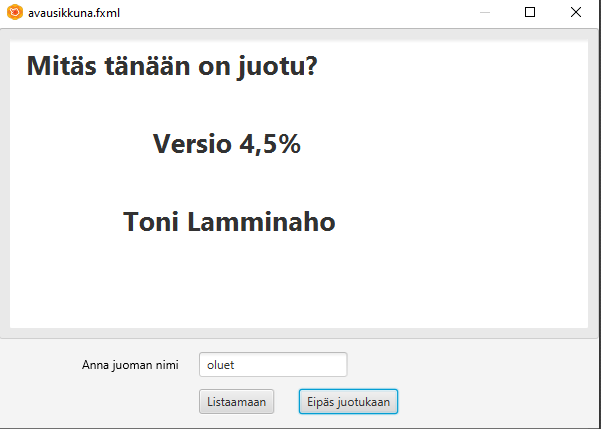 avausikkuna.fxml
Mitäs tänään on juotu?
Versio 4,5%
Toni Lamminaho
Anna juoman nimi oluet
Listaamaan Eipäs juotukaan